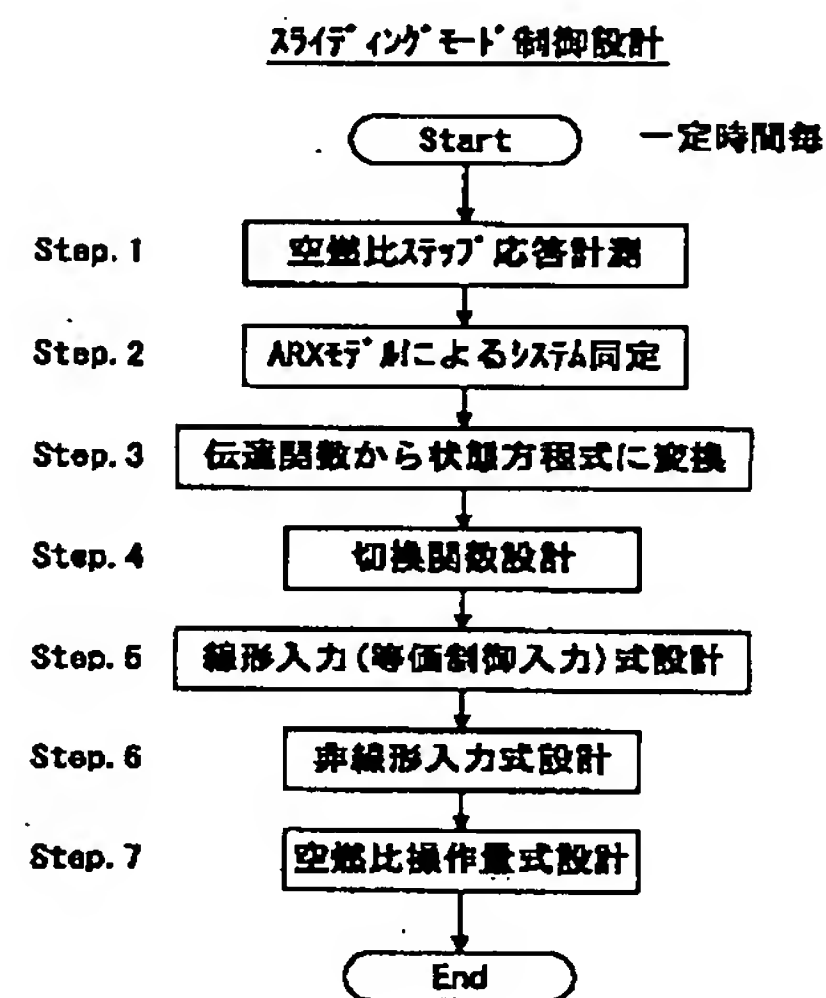 スライディングモード制御設計
Start 一定時間毎
Step.1 空燃比ステップ応答計測
Step.2 ARXモデルによるシステム同定
Step.3 伝達関数から状態方程式に変換
Step.4 切換関数設計
Step.5 線形入力(等価制御入力)式設計
Step.6 非線形入力式設計
Step.7 空燃比操作量式設計
End